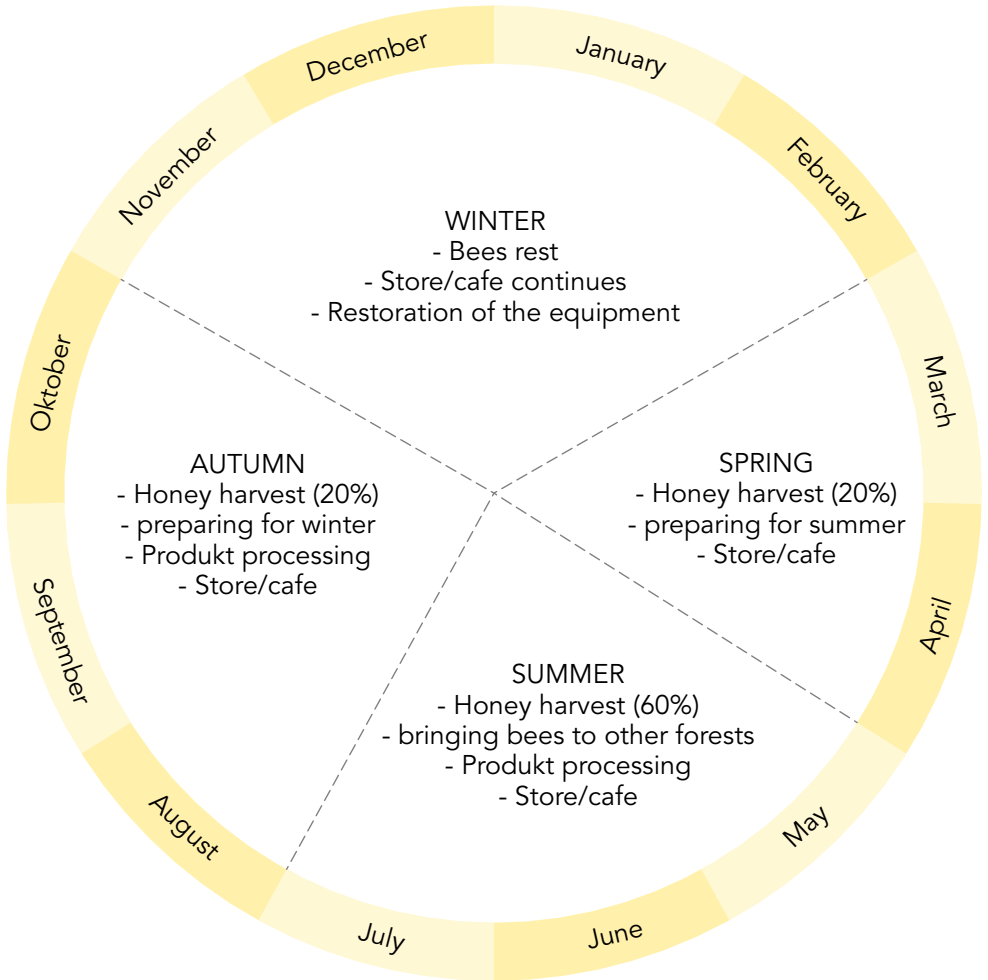 December
January
November
February
WINTER
- Bees rest
- Store/cafe continues
- Restoration of the equipment
Oktober
March
AUTUMN
- Honey harvest (20%)
- preparing for winter
- Produkt processing
- Store/cafe
SPRING
- Honey harvest (20%)
- preparing for summer
- Store/cafe
September
April
SUMMER
- Honey harvest (60%)
- bringing bees to other forests
- Produkt processing
- Store/cafe
August
May
July
June